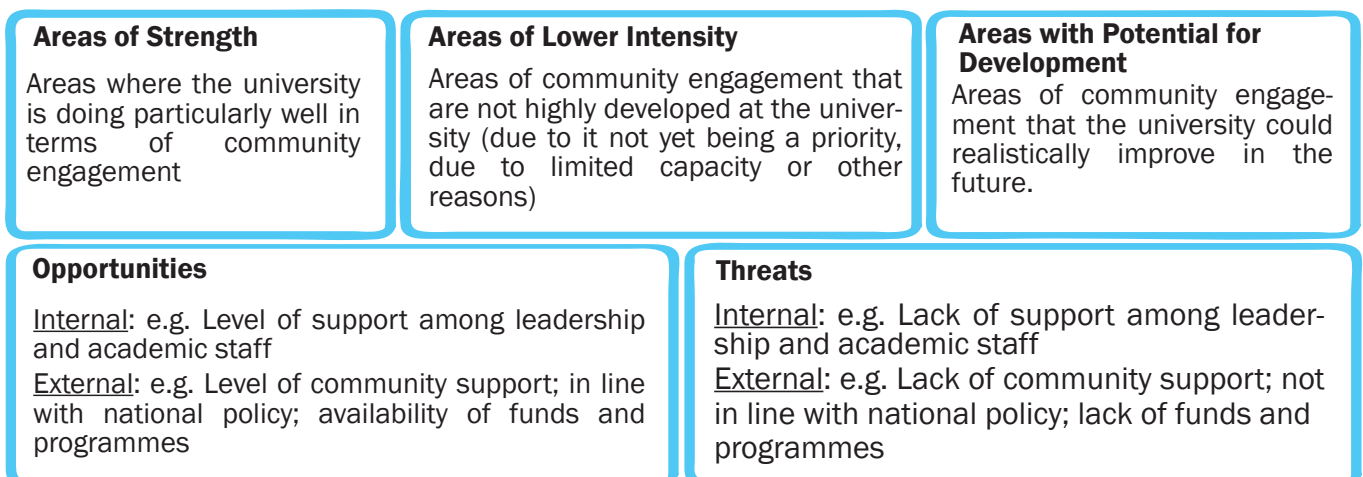 Areas of Strength
Areas where the university
is doing particularly well in
terms of community
engagement
Areas of Lower Intensity
Areas of community engagement that
are not highly developed at the univer-
sity (due to it not yet being a priority,
due to limited capacity or other
reasons)
Areas with Potential for
Development
Areas of community engage-
ment that the university could
realistically improve in the
future.
Opportunities
Internal: e.g. Level of support among leadership
and academic staff
External: e.g. Level of community support; in line
with national policy; availability of funds and
programmes
Threats
Internal: e.g. Lack of support among leader-
ship and academic staff
External: e.g. Lack of community support; not
in line with national policy; lack of funds and
programmes